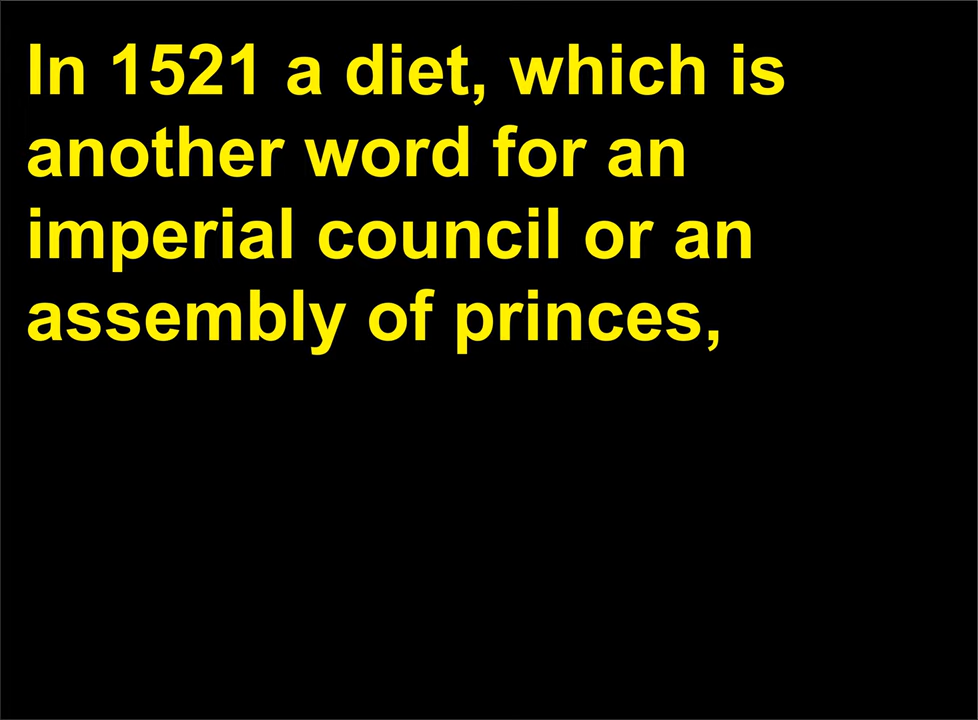 In 1521 a diet, which is
another word for an
imperial council or an
assembly of princes,